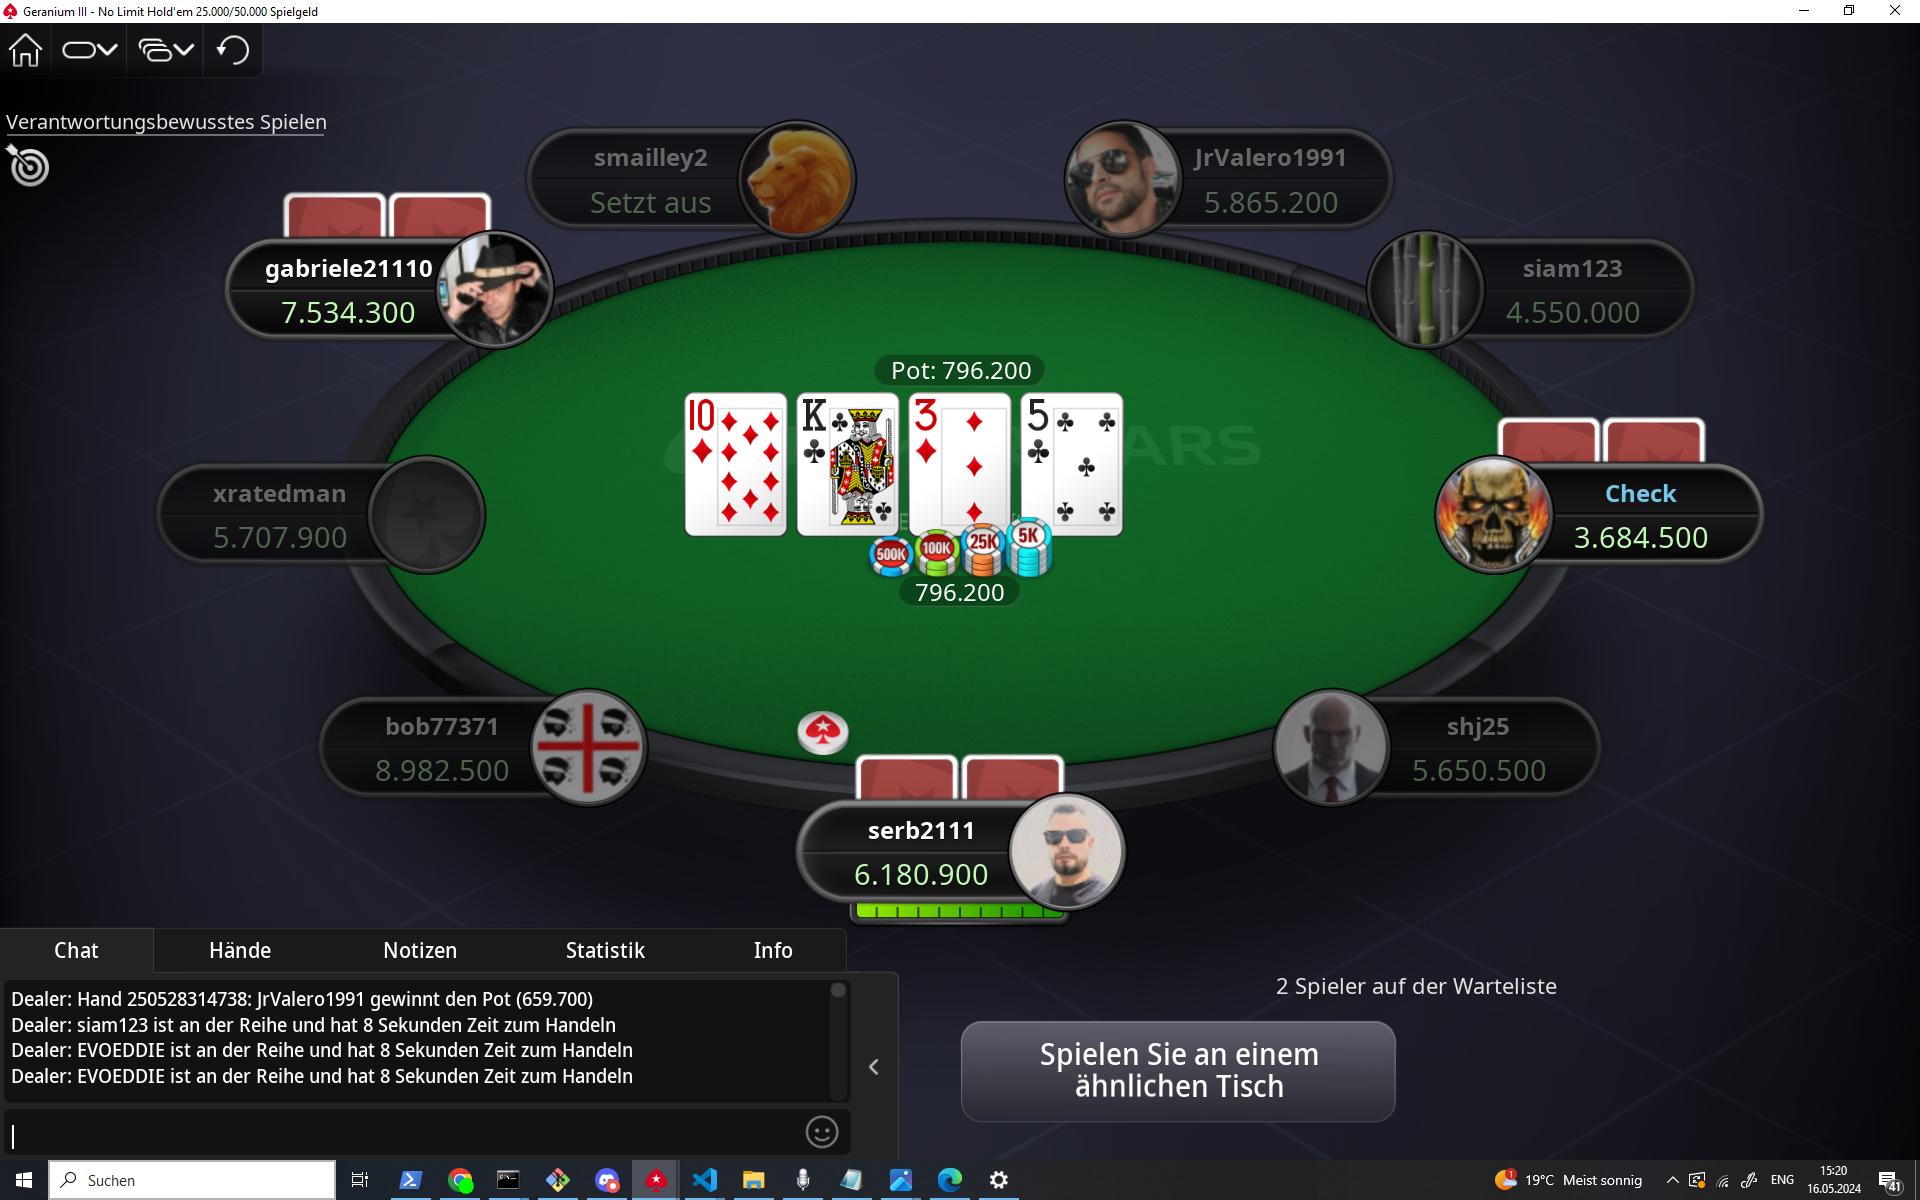 Geranium III - No Limit Hold'em 25.000/50.000 Spielgeld
Verantwortungsbewusstes Spielen
smailley2
Setzt aus
JrValero1991
5.865.200
gabriele21110
7.534.300
siam123
4.550.000
Pot: 796.200
10
K
3
5
ARS
xratedman
5.707.900
Check
3.684.500
500K
100K
25K
5K
796.200
bob77371
8.982.500
shj25
5.650.500
serb2111
6.180.900
Chat
Hände
Notizen
Statistik
Info
Dealer: Hand 250528314738: JrValero1991 gewinnt den Pot (659.700)
Dealer: siam123 ist an der Reihe und hat 8 Sekunden Zeit zum Handeln
Dealer: EVOEDDIE ist an der Reihe und hat 8 Sekunden Zeit zum Handeln
Dealer: EVOEDDIE ist an der Reihe und hat 8 Sekunden Zeit zum Handeln
2 Spieler auf der Warteliste
Spielen Sie an einem
ähnlichen Tisch
Suchen
1
19°C Meist sonnig
ENG
15:20
16.05.2024
41